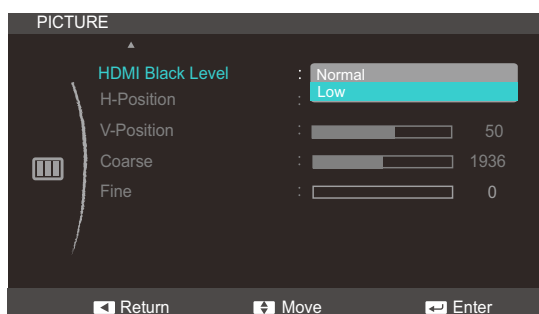 PICTURE
HDMI Black Level : Normal
Low
H-Position :
V-Position : 50
Coarse : 1936
Fine : 0
Return Move Enter